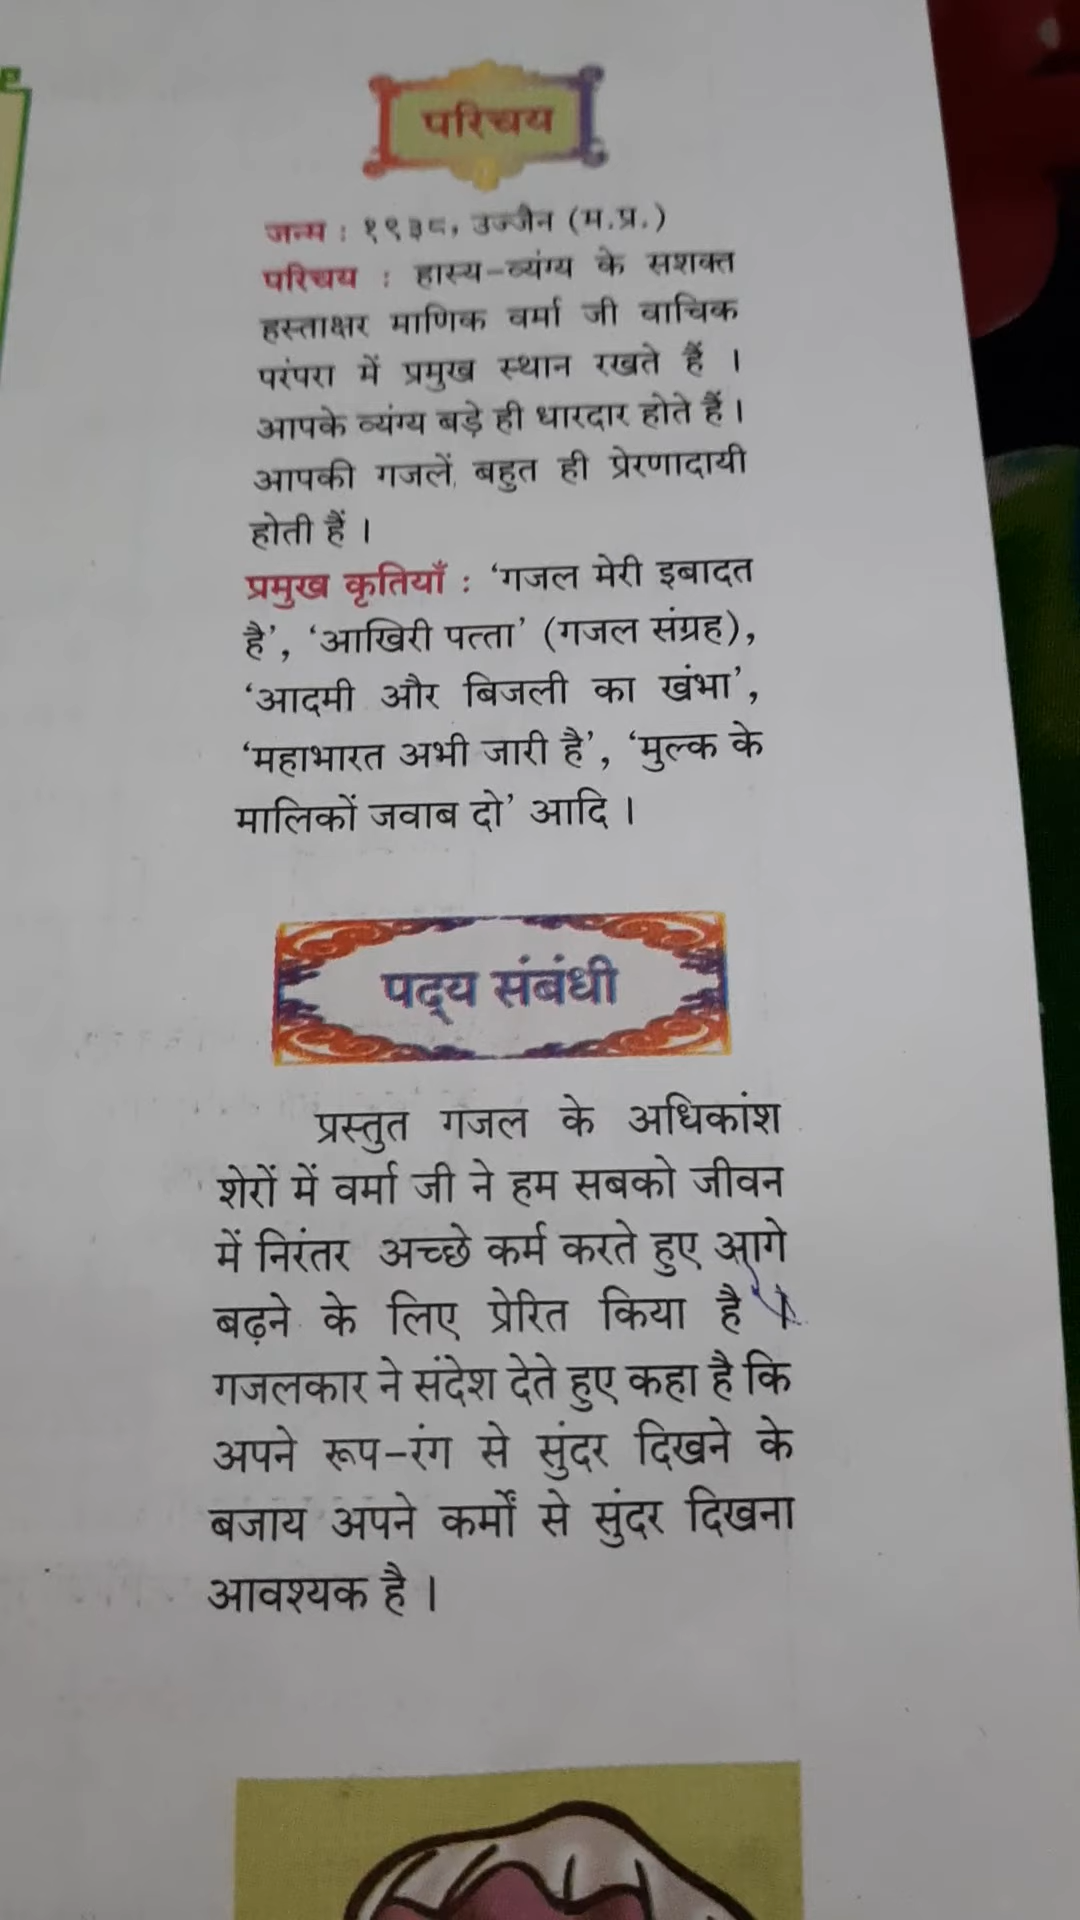 परिचय
जन्म : १९३८, उज्जैन (म.प्र.)
परिचय : हास्य-व्यंग्य के सशक्त
हस्ताक्षर माणिक वर्मा जी वाचिक
परंपरा में प्रमुख स्थान रखते हैं ।
आपके व्यंग्य बड़े ही धारदार होते हैं ।
आपकी गजलें बहुत ही प्रेरणादायी
होती हैं ।
प्रमुख कृतियाँ : ‘गजल मेरी इबादत
है’, ‘आखिरी पत्ता’ (गजल संग्रह),
‘आदमी और बिजली का खंभा’,
‘महाभारत अभी जारी है’, ‘मुल्क के
मालिकों जवाब दो’ आदि ।
पद्‌य संबंधी
प्रस्तुत गजल के अधिकांश
शेरों में वर्मा जी ने हम सबको जीवन
में निरंतर अच्छे कर्म करते हुए आगे
बढ़ने के लिए प्रेरित किया है ।
गजलकार ने संदेश देते हुए कहा है कि
अपने रूप-रंग से सुंदर दिखने के
बजाय अपने कर्मों से सुंदर दिखना
आवश्यक है ।